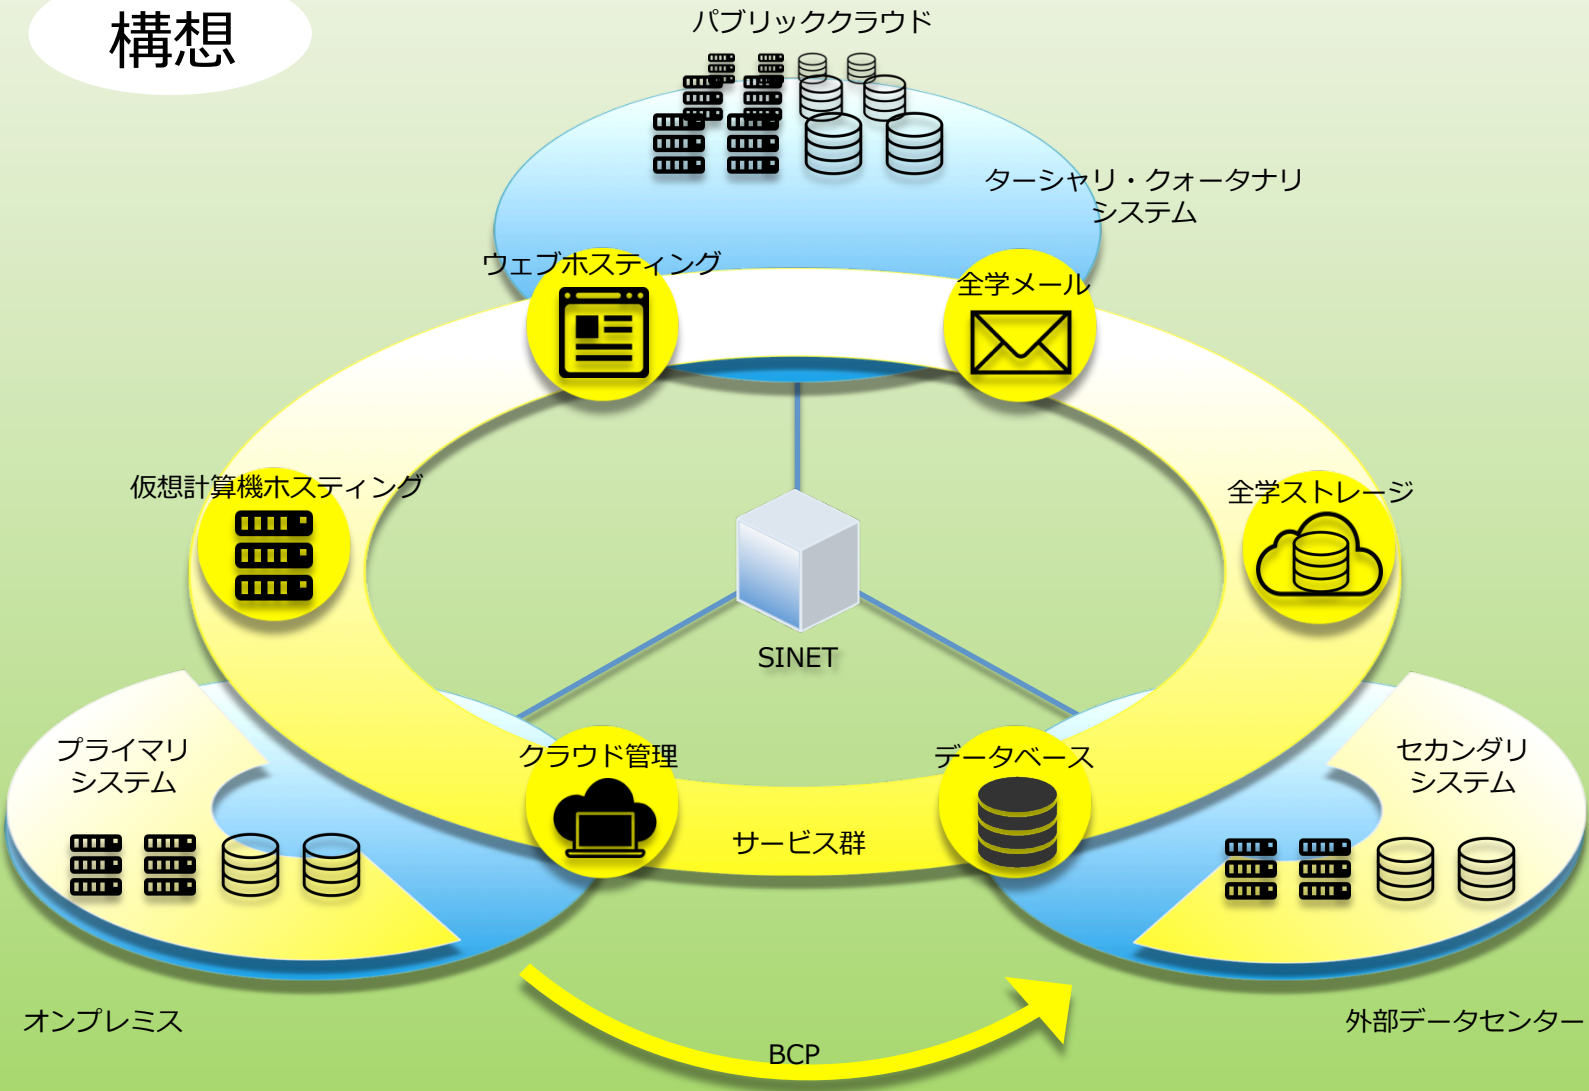 構想
パブリッククラウド
ターシャリ・クォータナリ
システム
ウェブホスティング
全学メール
仮想計算機ホスティング
全学ストレージ
SINET
プライマリ
システム
クラウド管理
データベース
セカンダリ
システム
サービス群
オンプレミス
外部データセンター
BCP